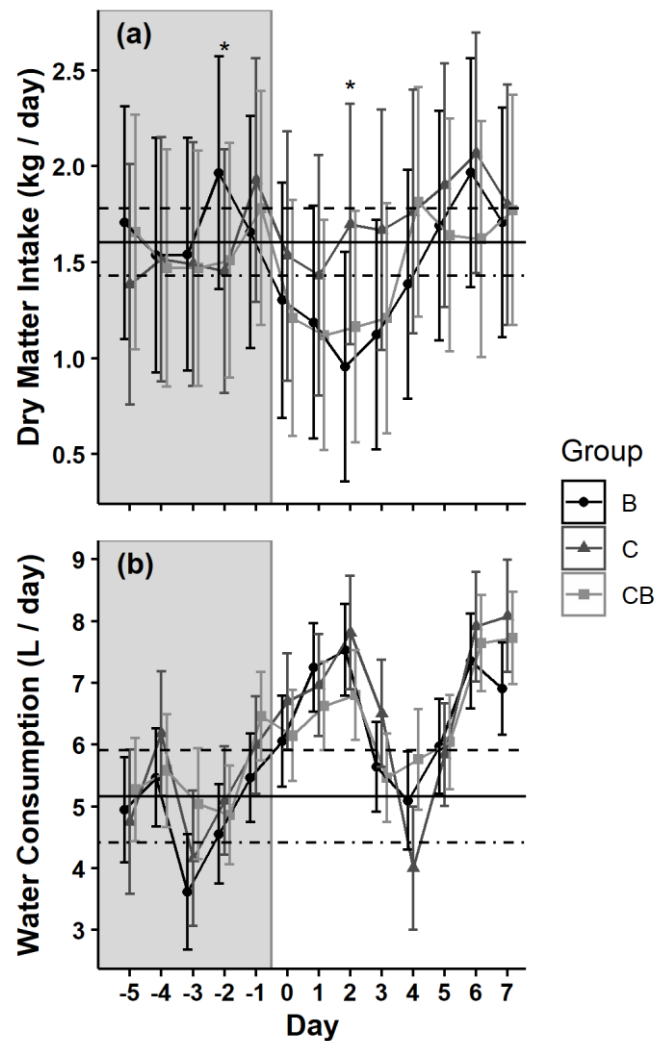 (a)
*
*
Dry Matter Intake (kg / day)
2.5
2.0
1.5
1.0
0.5
Group
B
C
CB
(b)
Water Consumption (L / day)
9
8
7
6
5
4
3
-5 -4 -3 -2 -1 0 1 2 3 4 5 6 7
Day